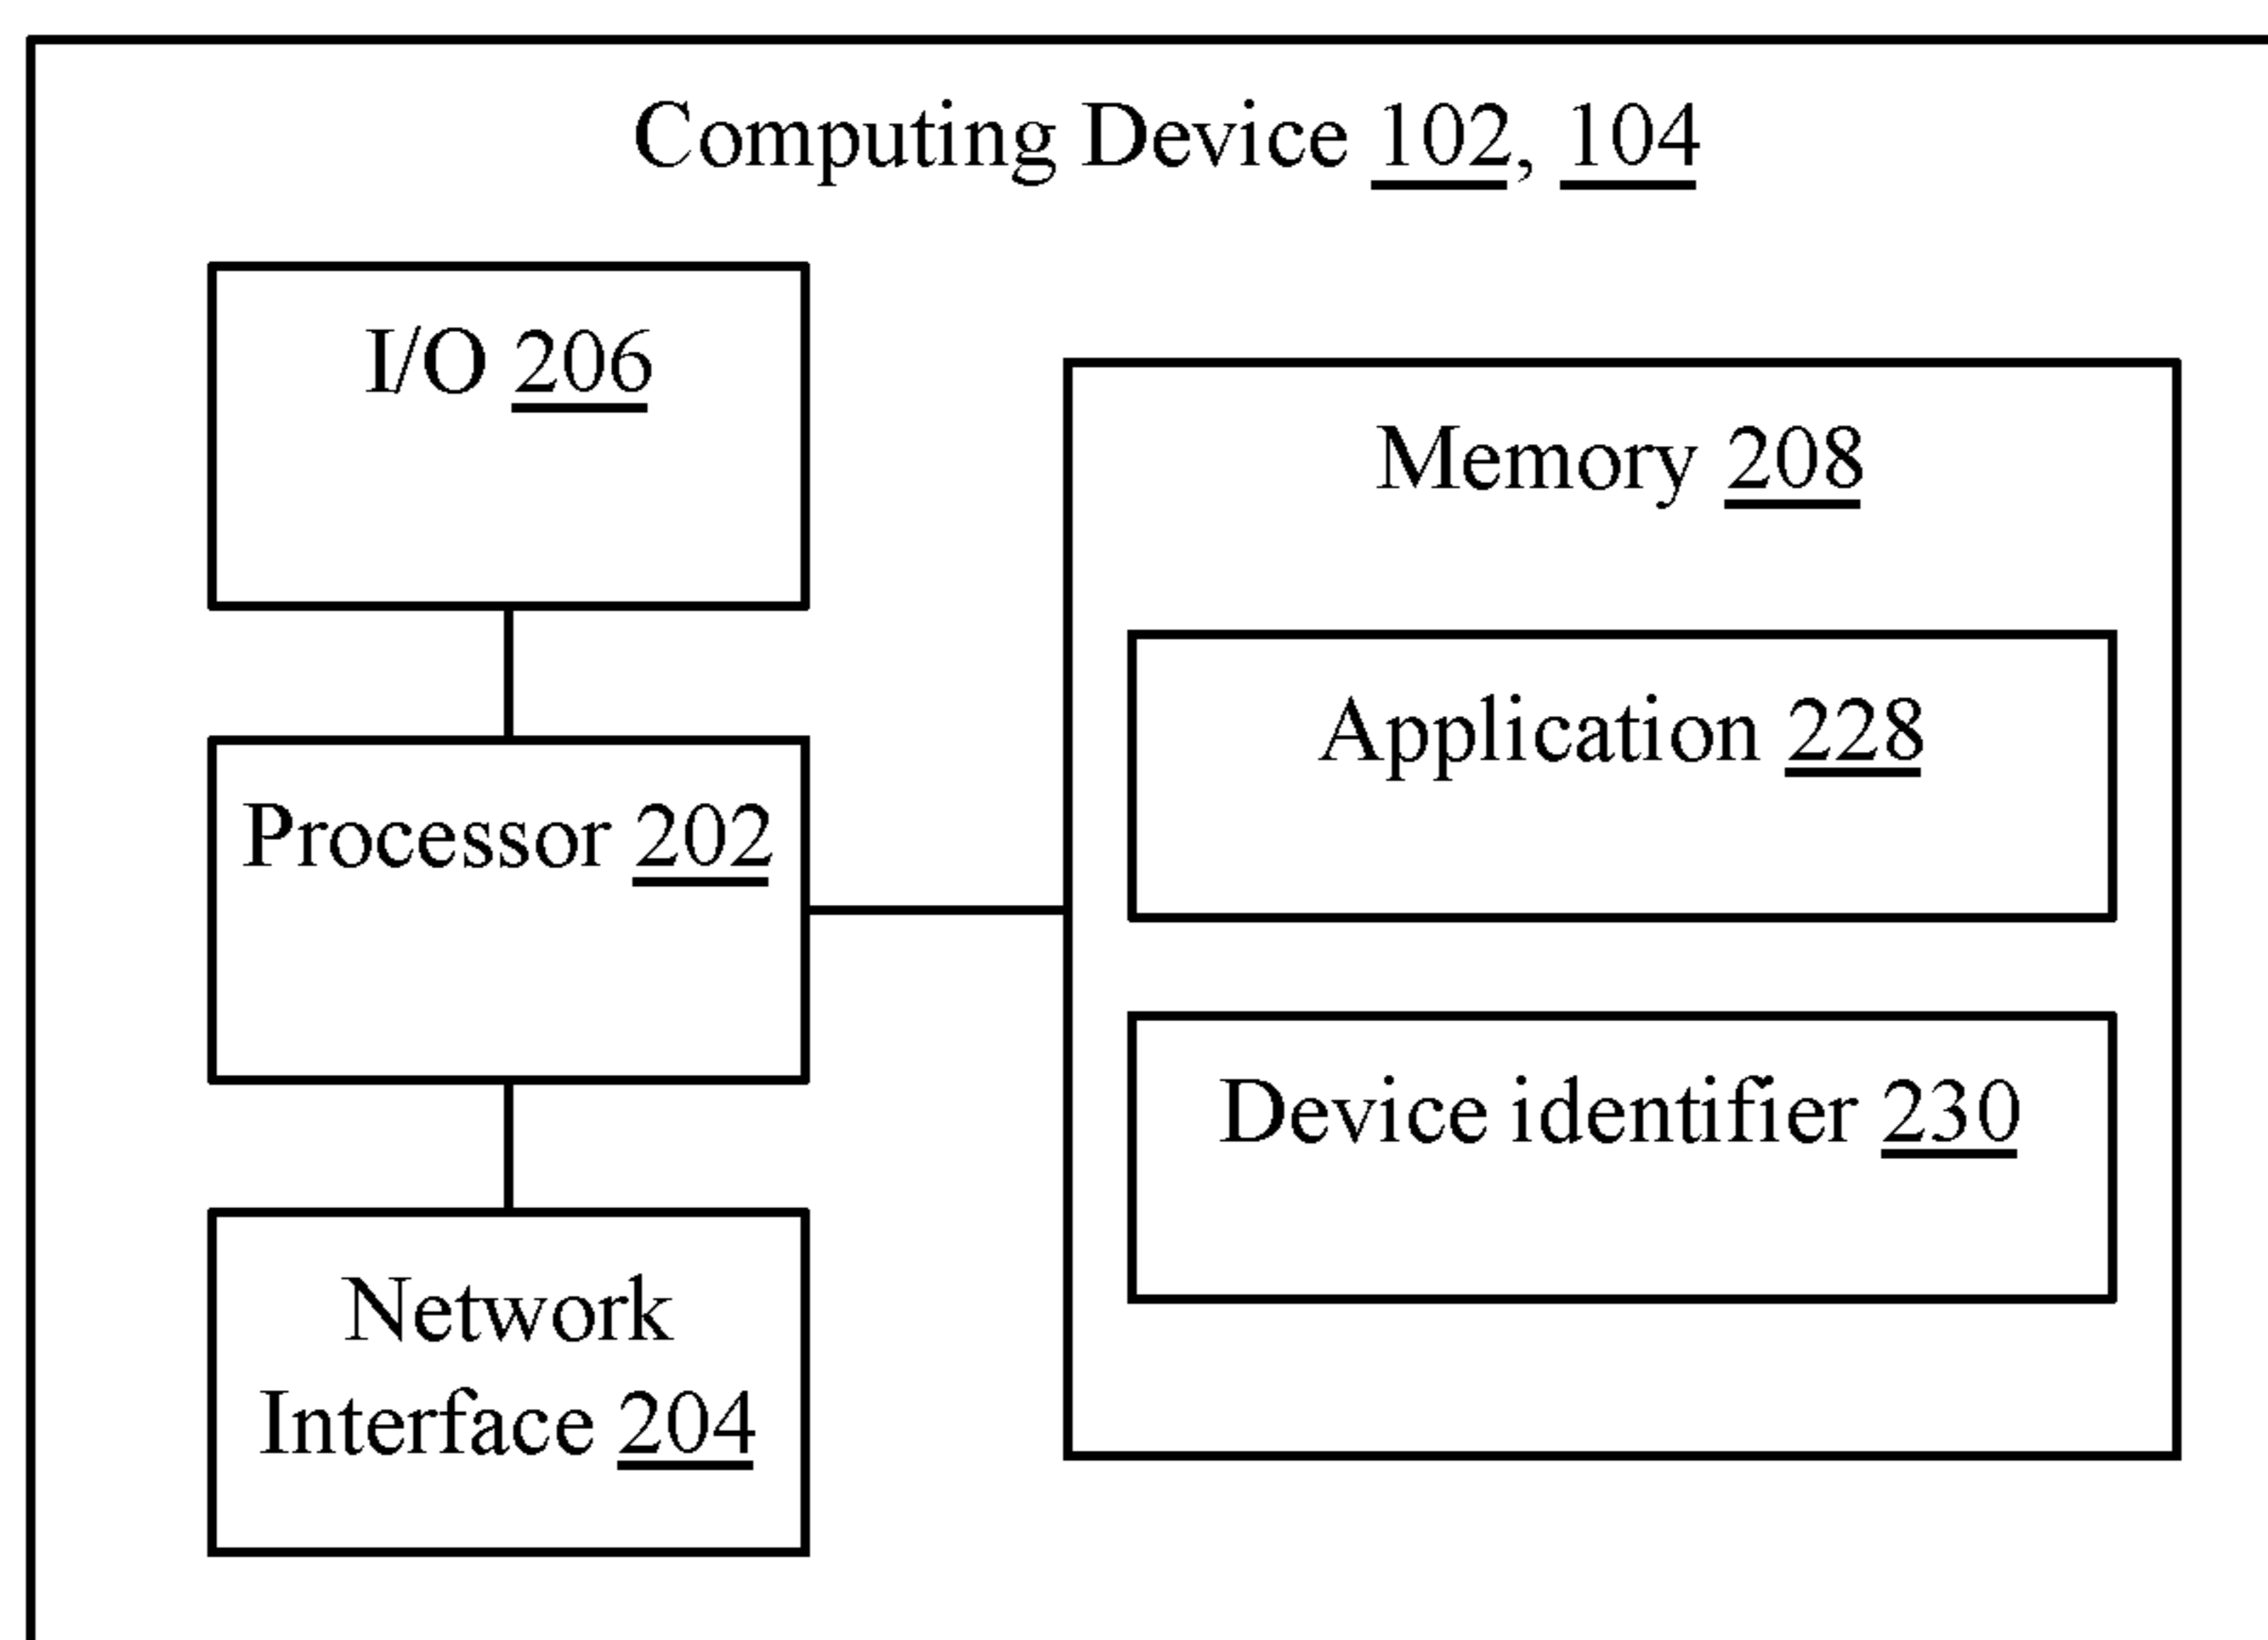 Computing Device 102, 104
I/O 206
Memory 208
Application 228
Processor 202
Device identifier 230
Network
Interface 204